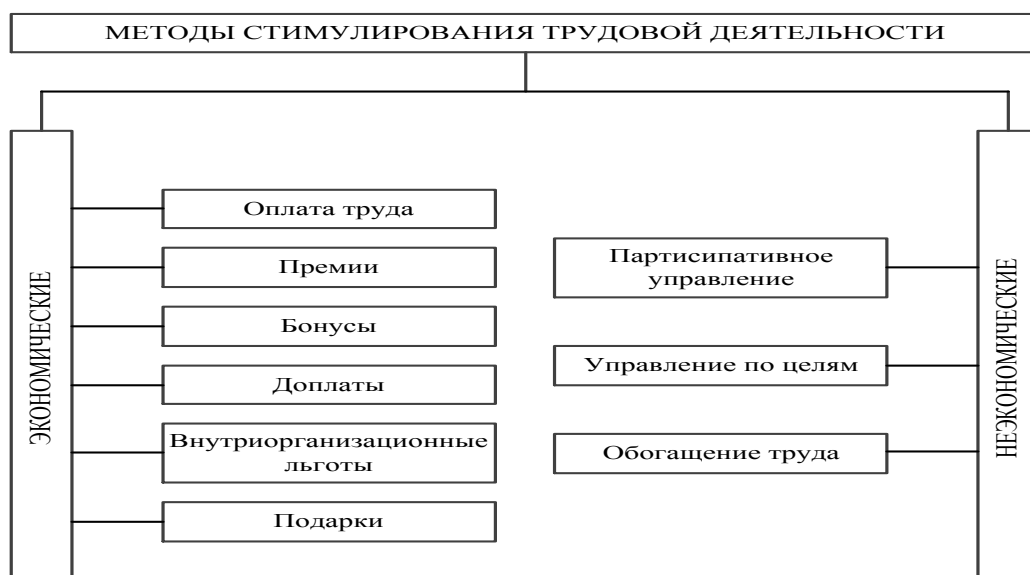 МЕТОДЫ СТИМУЛИРОВАНИЯ ТРУДОВОЙ ДЕЯТЕЛЬНОСТИ
ЭКОНОМИЧЕСКИЕ
Оплата труда
Премии
Бонусы
Доплаты
Внутриорганизационные
льготы
Подарки
Партисипативное
управление
Управление по целям
Обогащение труда
НЕЭКОНОМИЧЕСКИЕ